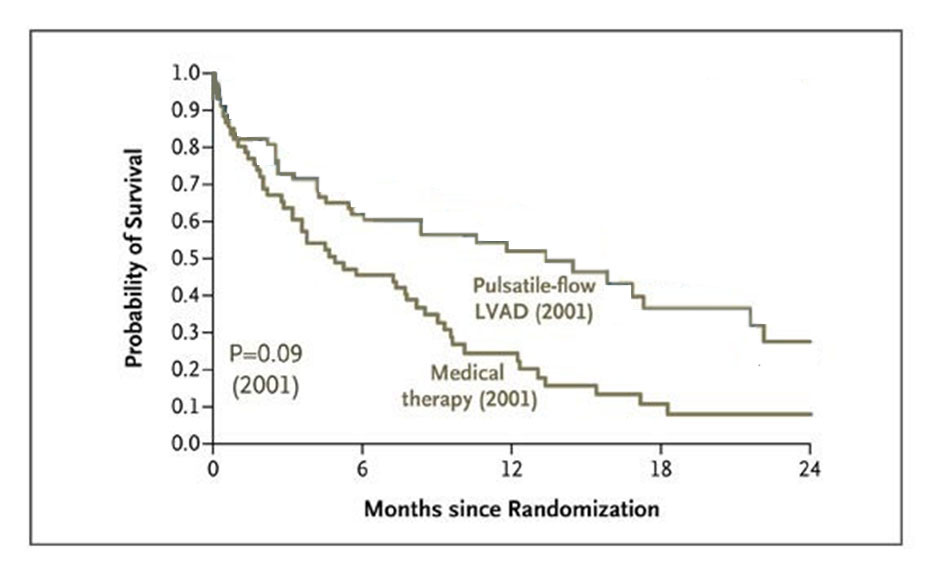 1.0
0.9
0.8
0.7
0.6
0.5
0.4
0.3
0.2
0.1
0.0
Probability of Survival
Pulsatile-flow
LVAD (2001)
P=0.09
(2001)
Medical
therapy (2001)
0 6 12 18 24
Months since Randomization